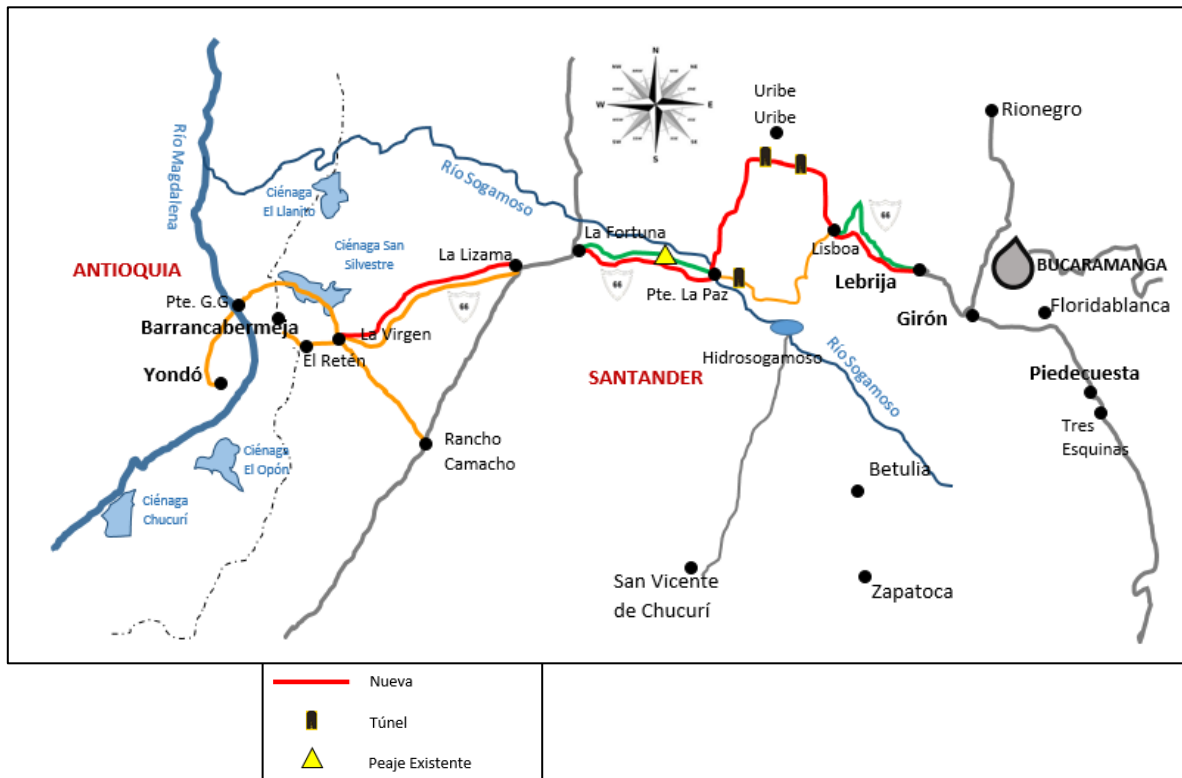 N
W
E
S
Uribe
Uribe
Rionegro
Río Magdalena
Ciénaga
El Llanito
Río Sogamoso
66
La Fortuna
Ciénaga San
Silvestre
La Lizama
Lisboa
ANTIOQUIA
BUCARAMANGA
Pte. G.G
66
66
Pte. La Paz
Lebrija
Floridablanca
Barrancabermeja
La Virgen
Girón
El Retén
Hidrosogamoso
Yondó
SANTANDER
Río Sogamoso
Piedecuesta
Tres
Esquinas
Rancho
Camacho
Ciénaga
El Opón
Betulia
Ciénaga
Chucurí
San Vicente
de Chucurí
Zapatoca
Nueva
Túnel
Peaje Existente